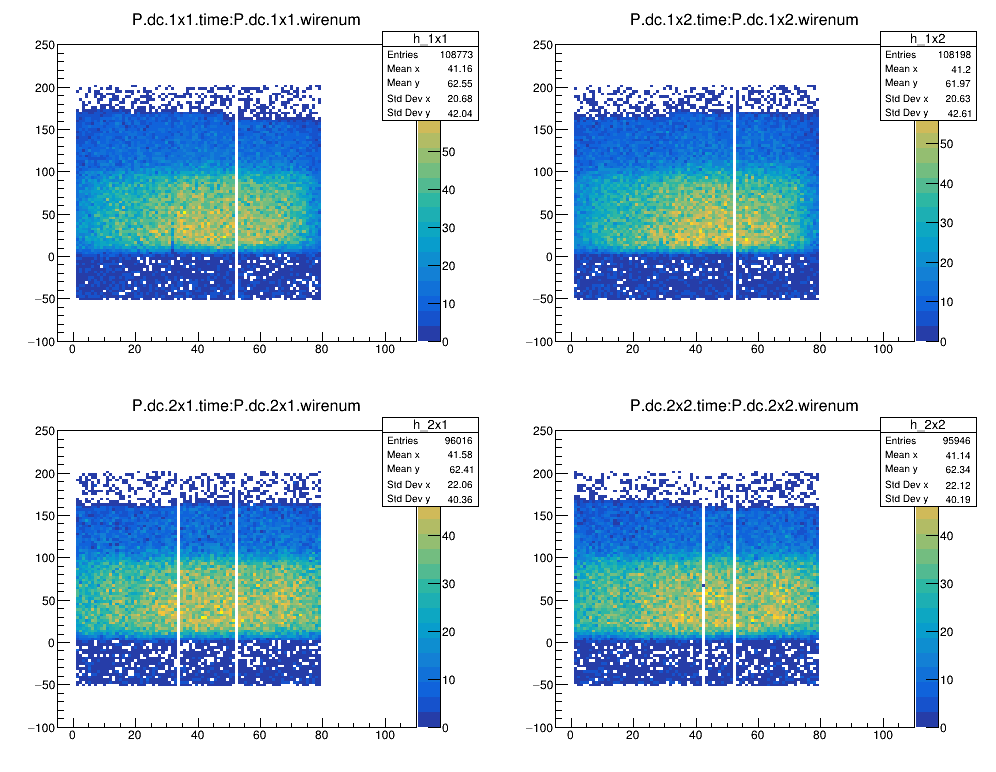 P.dc.1x1.time:P.dc.1x1.wirenum
h_1x1
Entries 108773
Mean x 41.16
Mean y 62.55
Std Dev x 20.68
Std Dev y 42.04
250
200
150
100
50
0
−50
−100
0 20 40 60 80 100
50
40
30
20
10
0
P.dc.1x2.time:P.dc.1x2.wirenum
h_1x2
Entries 108198
Mean x 41.2
Mean y 61.97
Std Dev x 20.63
Std Dev y 42.61
250
200
150
100
50
0
−50
−100
0 20 40 60 80 100
50
40
30
20
10
0
P.dc.2x1.time:P.dc.2x1.wirenum
h_2x1
Entries 96016
Mean x 41.58
Mean y 62.41
Std Dev x 22.06
Std Dev y 40.36
250
200
150
100
50
0
−50
−100
0 20 40 60 80 100
40
30
20
10
0
P.dc.2x2.time:P.dc.2x2.wirenum
h_2x2
Entries 95946
Mean x 41.14
Mean y 62.34
Std Dev x 22.12
Std Dev y 40.19
250
200
150
100
50
0
−50
−100
0 20 40 60 80 100
40
30
20
10
0